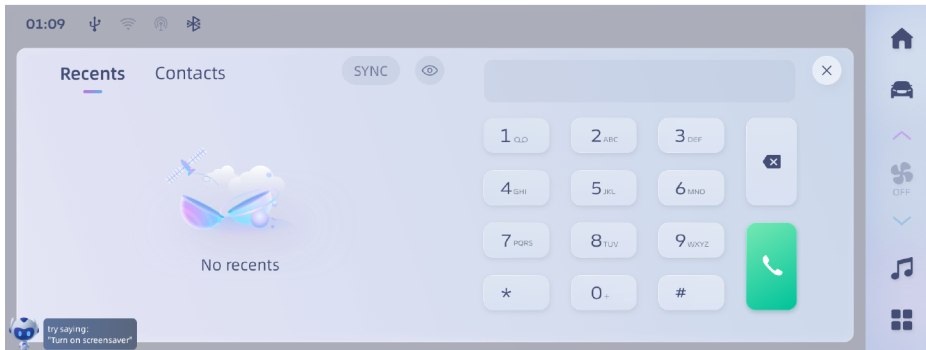 01:09
Recents Contacts SYNC
No recents
1
2 ABC
3 DEF
4 GHI
5 JKL
6 MNO
7 PQRS
8 TUV
9 WXYZ
*
0 +
#
OFF
try saying:
"Turn on screensaver"